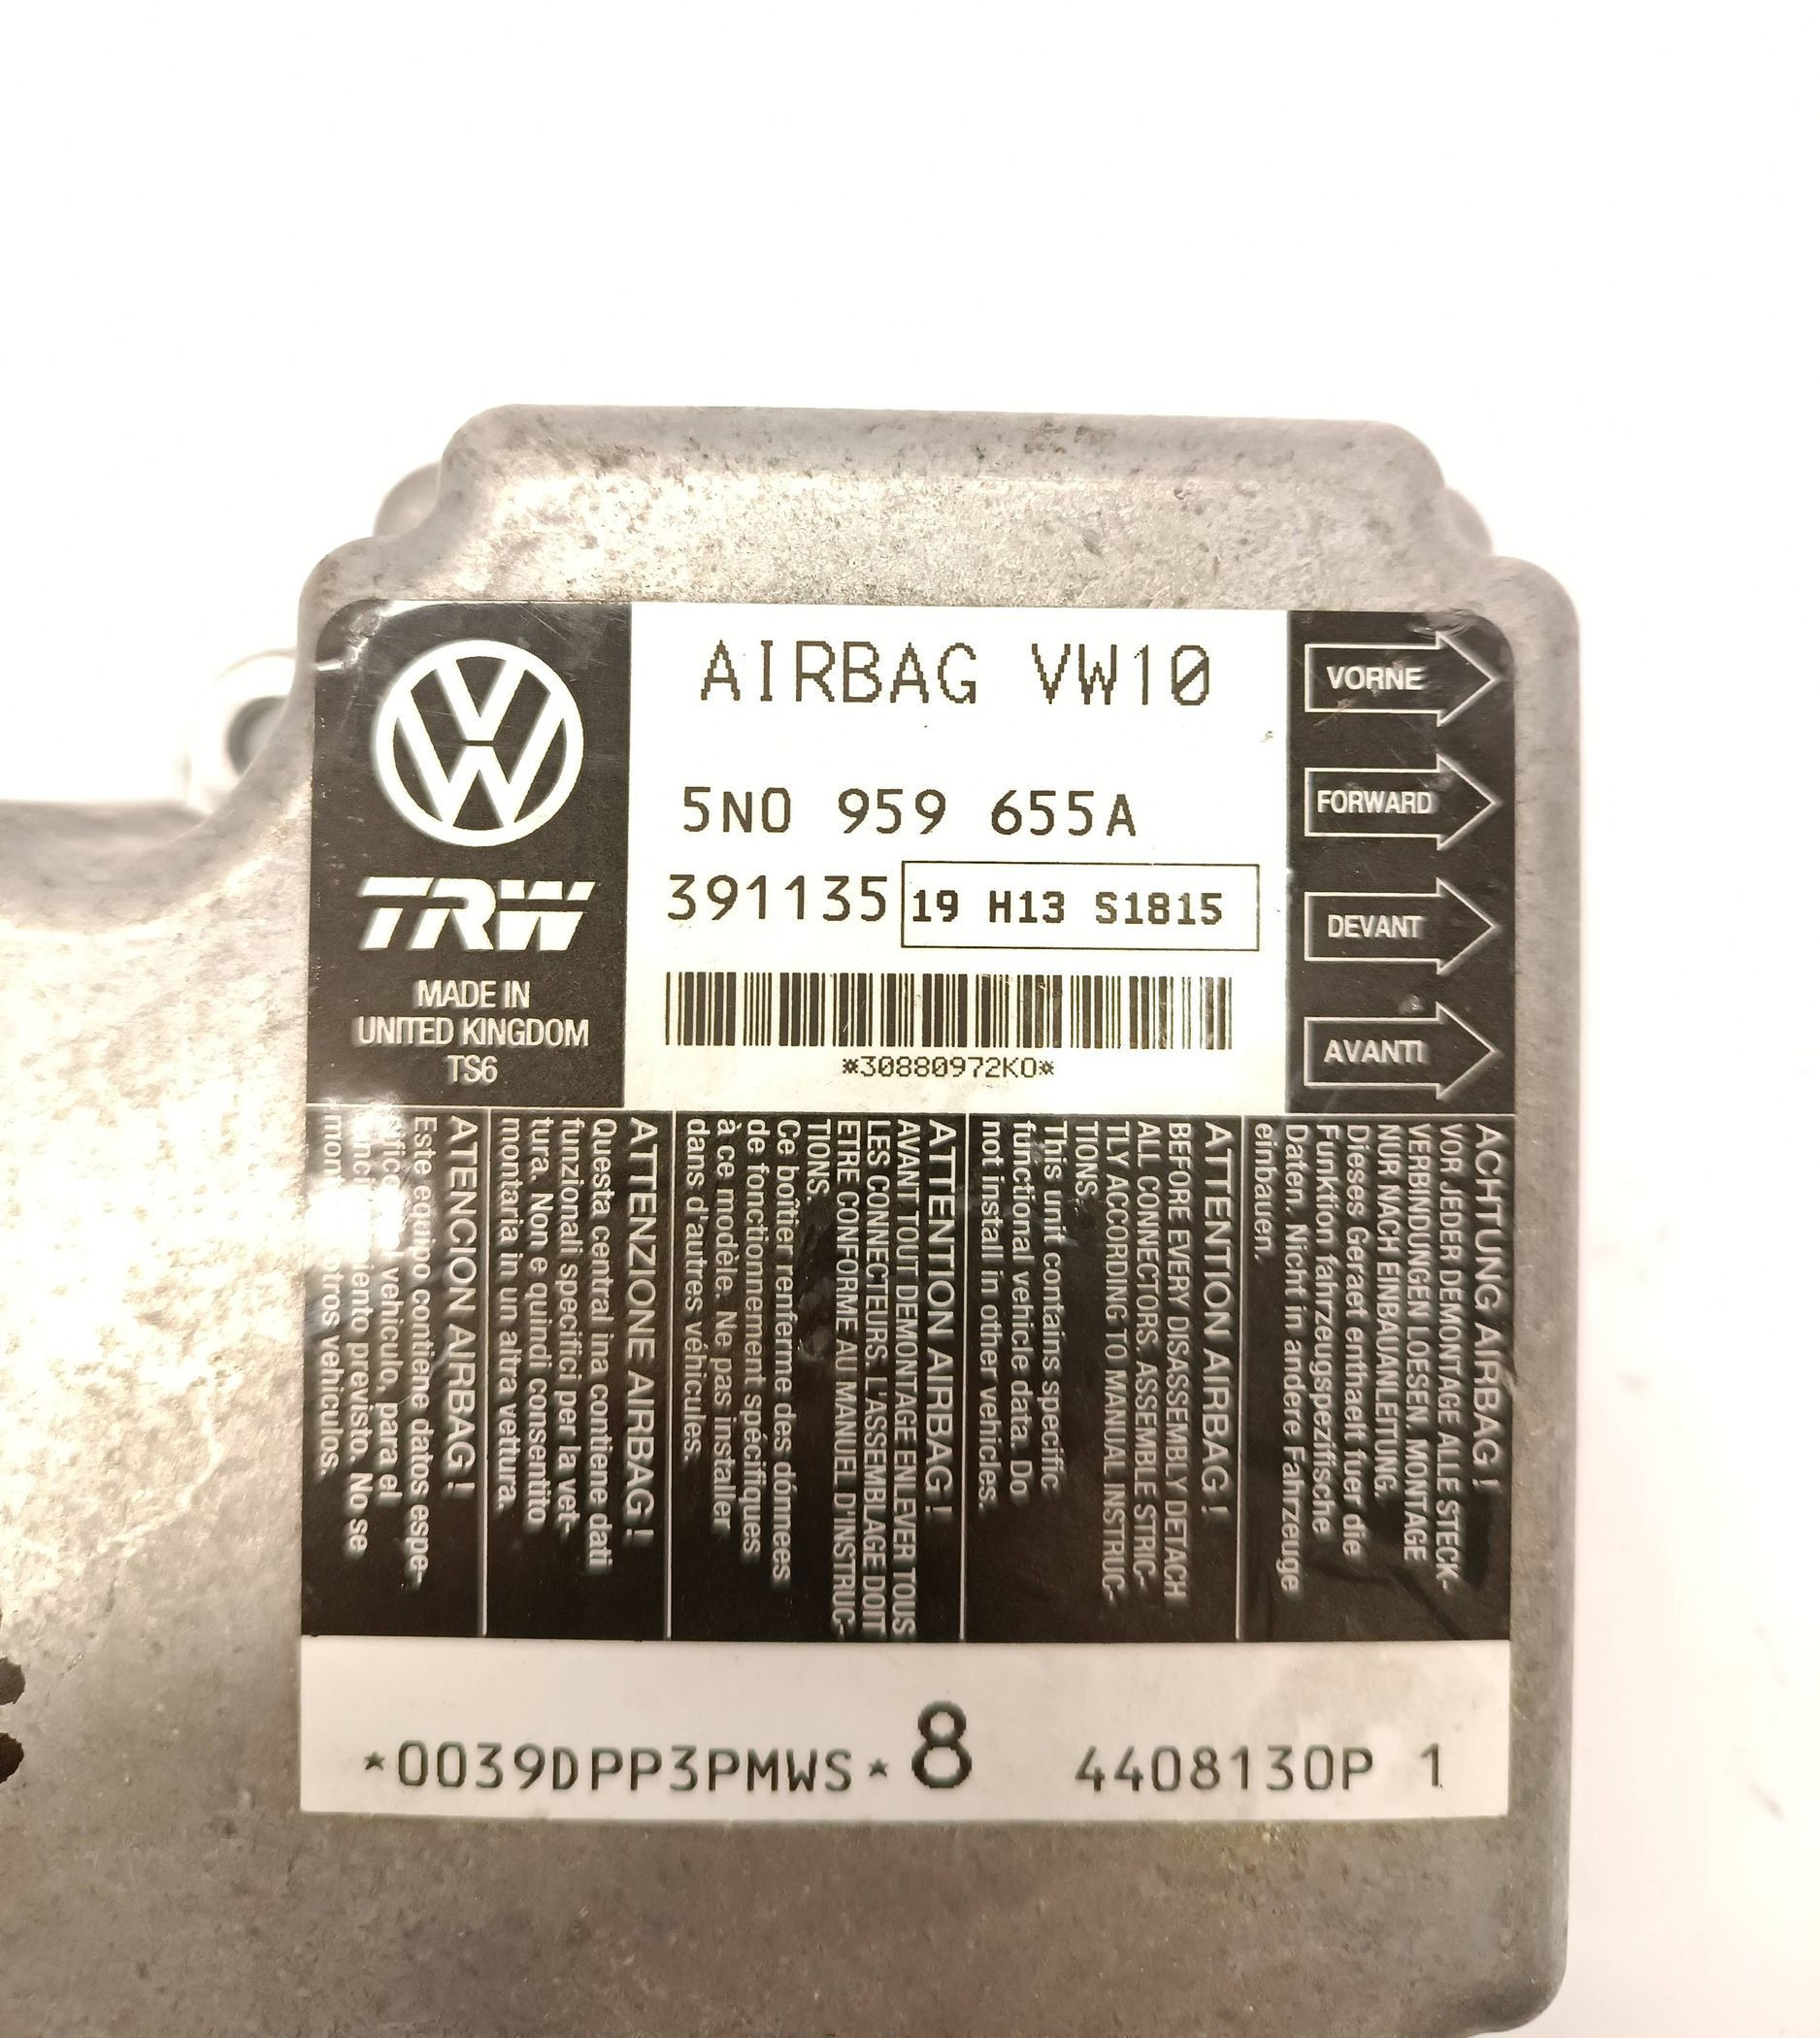 AIRBAG VW10
5N0 959 655A
391135
19 H13 S1815
*30880972KO*
TRW
MADE IN
UNITED KINGDOM
TS6
VORNE
FORWARD
DEVANT
AVANTI
ACHTUNG AIRBAG!
VOR JEDER DEMONTAGE ALLE STECK-
VERBINDUNGEN LOESEN. MONTAGE
NUR NACH EINBAUANLEITUNG.
Dieses Geraet enthaelt fuer die
Funktion fahrzeugspezifische
Daten. Nicht in andere Fahrzeuge
einbauen.
ATTENTION AIRBAG!
BEFORE EVERY DISASSEMBLY DETACH
ALL CONNECTORS. ASSEMBLE STRIC-
TLY ACCORDING TO MANUAL INSTRUC-
TIONS.
This unit contains specific
functional vehicle data. Do
not install in other vehicles.
ATTENTION AIRBAG!
AVANT TOUT DEMONTAGE ENLEVER TOUS
LES CONNECTEURS. L'ASSEMBLAGE DOIT
ETRE CONFORME AU MANUEL D'INSTRUC-
TIONS.
Ce boîtier renferme des données
de fonctionnement spécifiques
à ce modèle. Ne pas installer
dans d'autres véhicules.
ATTENZIONE AIRBAG!
Questa central ina contiene dati
funzionali specifici per la vet-
tura. Non e quindi consentito
montaria in un altra vettura.
ATENCION AIRBAG!
Este equipo contiene datos espe-
vehiculo, para el
previsto. No se
otros vehiculos.
*0039DPP3PMWS*8 4408130P 1